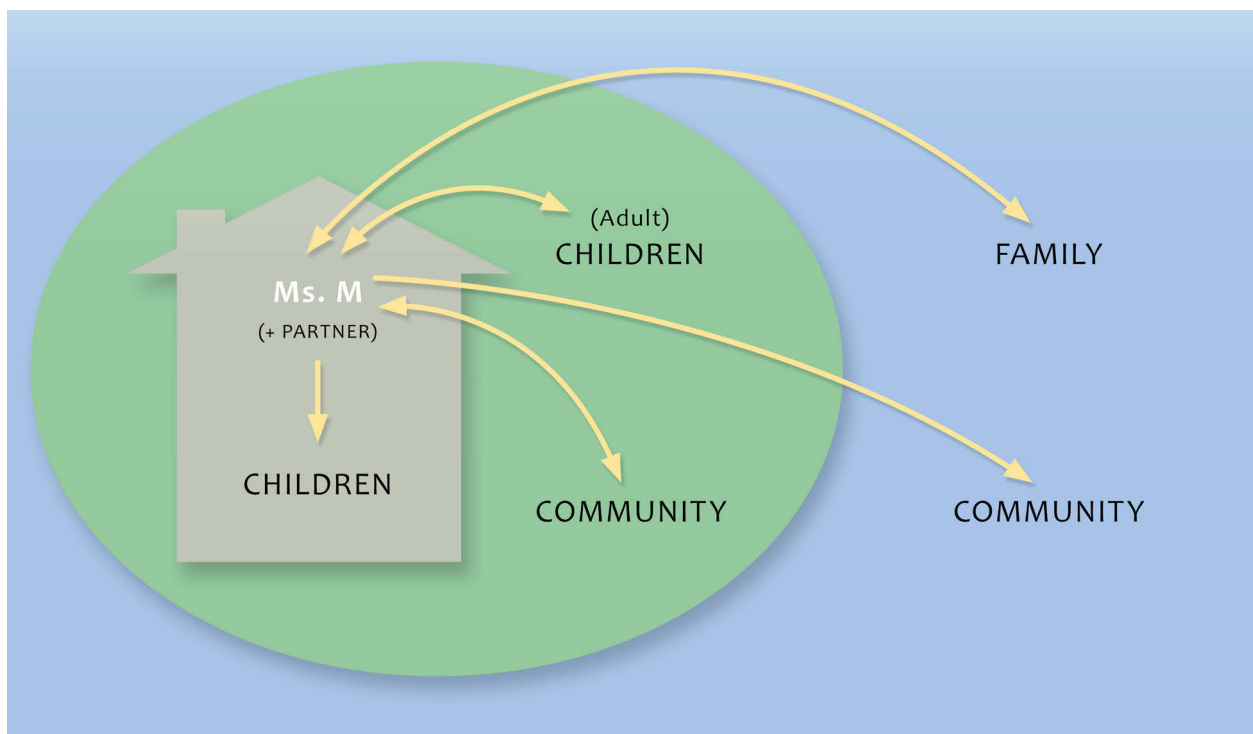 (Adult)
CHILDREN
FAMILY
Ms. M
(+ PARTNER)
CHILDREN
COMMUNITY
COMMUNITY